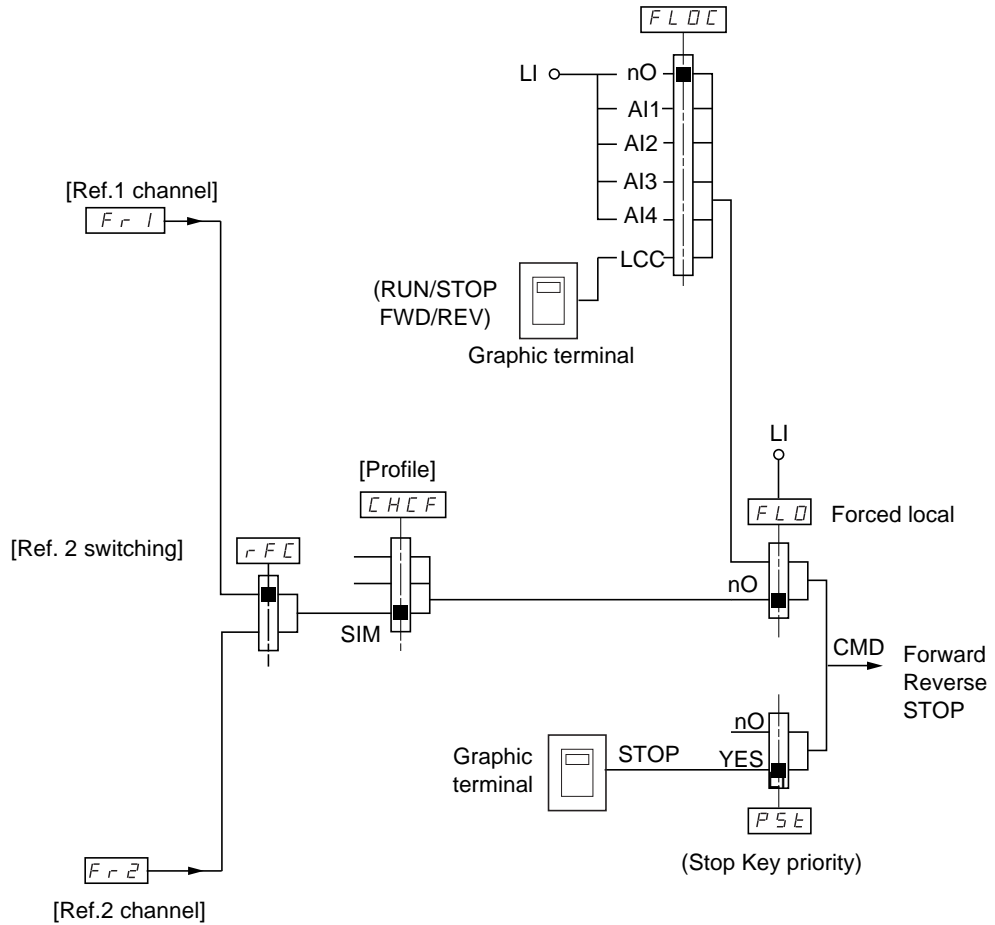 FLOC
LI
nO
AI1
AI2
AI3
AI4
LCC
[Ref.1 channel]
Fr1
(RUN/STOP
FWD/REV)
Graphic terminal
LI
[Profile]
CHCF
FLO
Forced local
[Ref. 2 switching]
rFC
nO
SIM
CMD
Forward
Reverse
STOP
nO
Graphic
terminal
STOP
YES
LI
PSt
(Stop Key priority)
Fr2
[Ref.2 channel]